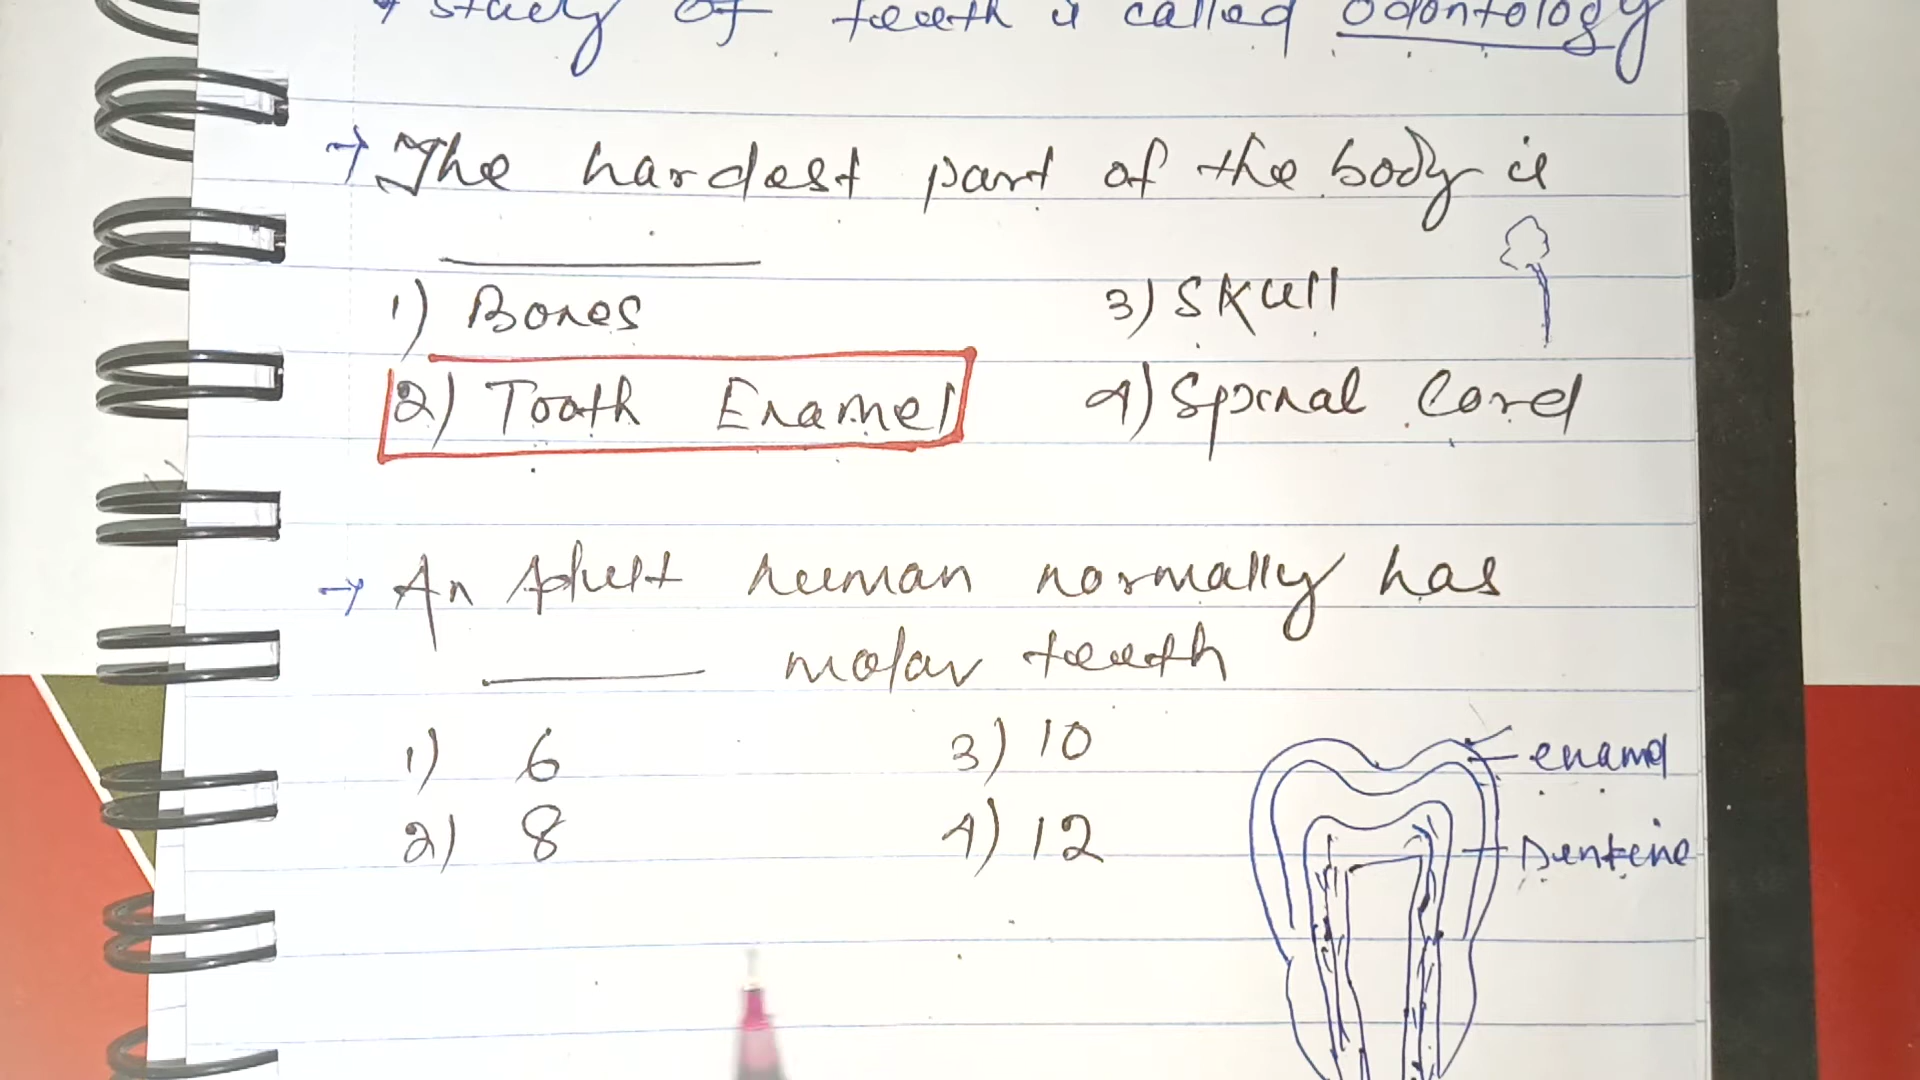 → study of teeth is called odontology
→ The hardest part of the body is
________
1) Bones
3) Skull
2) Tooth Enamel
4) Spinal Cord
→ An Adult human normally has
______ molar teeth
1) 6
3) 10
2) 8
4) 12
enamel
Dentine